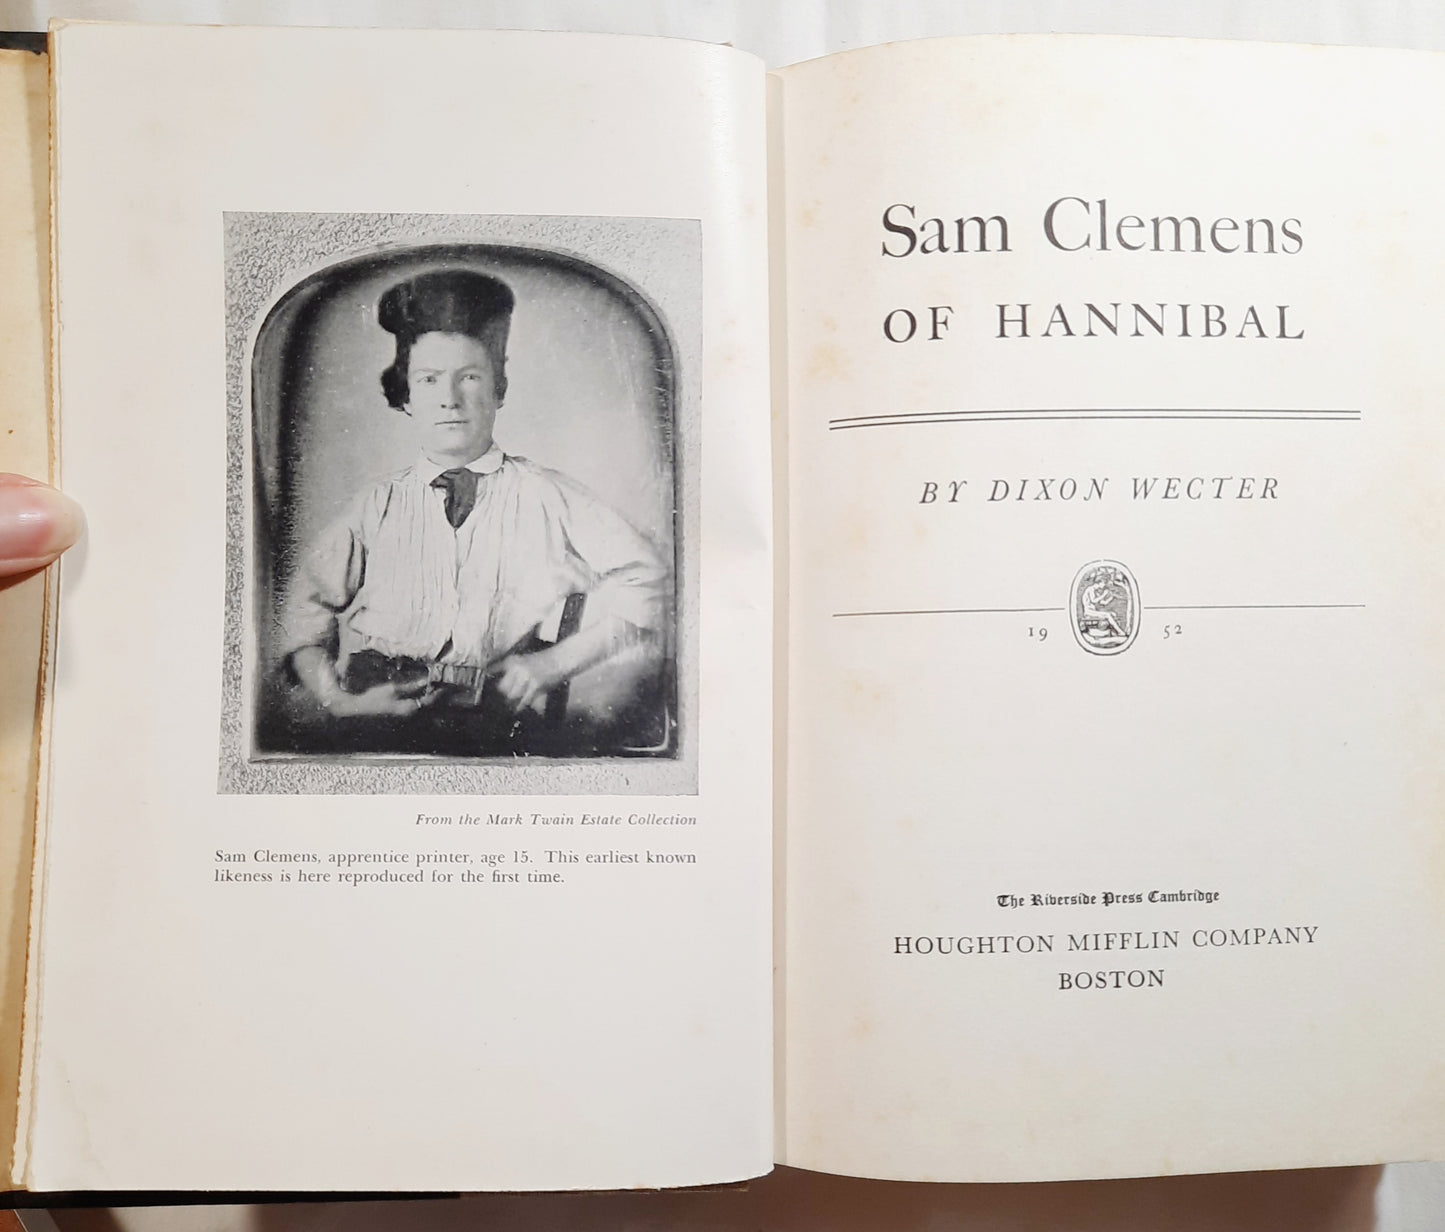 From the Mark Twain Estate Collection
Sam Clemens, apprentice printer, age 15. This earliest known
likeness is here reproduced for the first time.
Sam Clemens
OF HANNIBAL
BY DIXON WECTER
19 52
The Riverside Press Cambridge
HOUGHTON MIFFLIN COMPANY
BOSTON